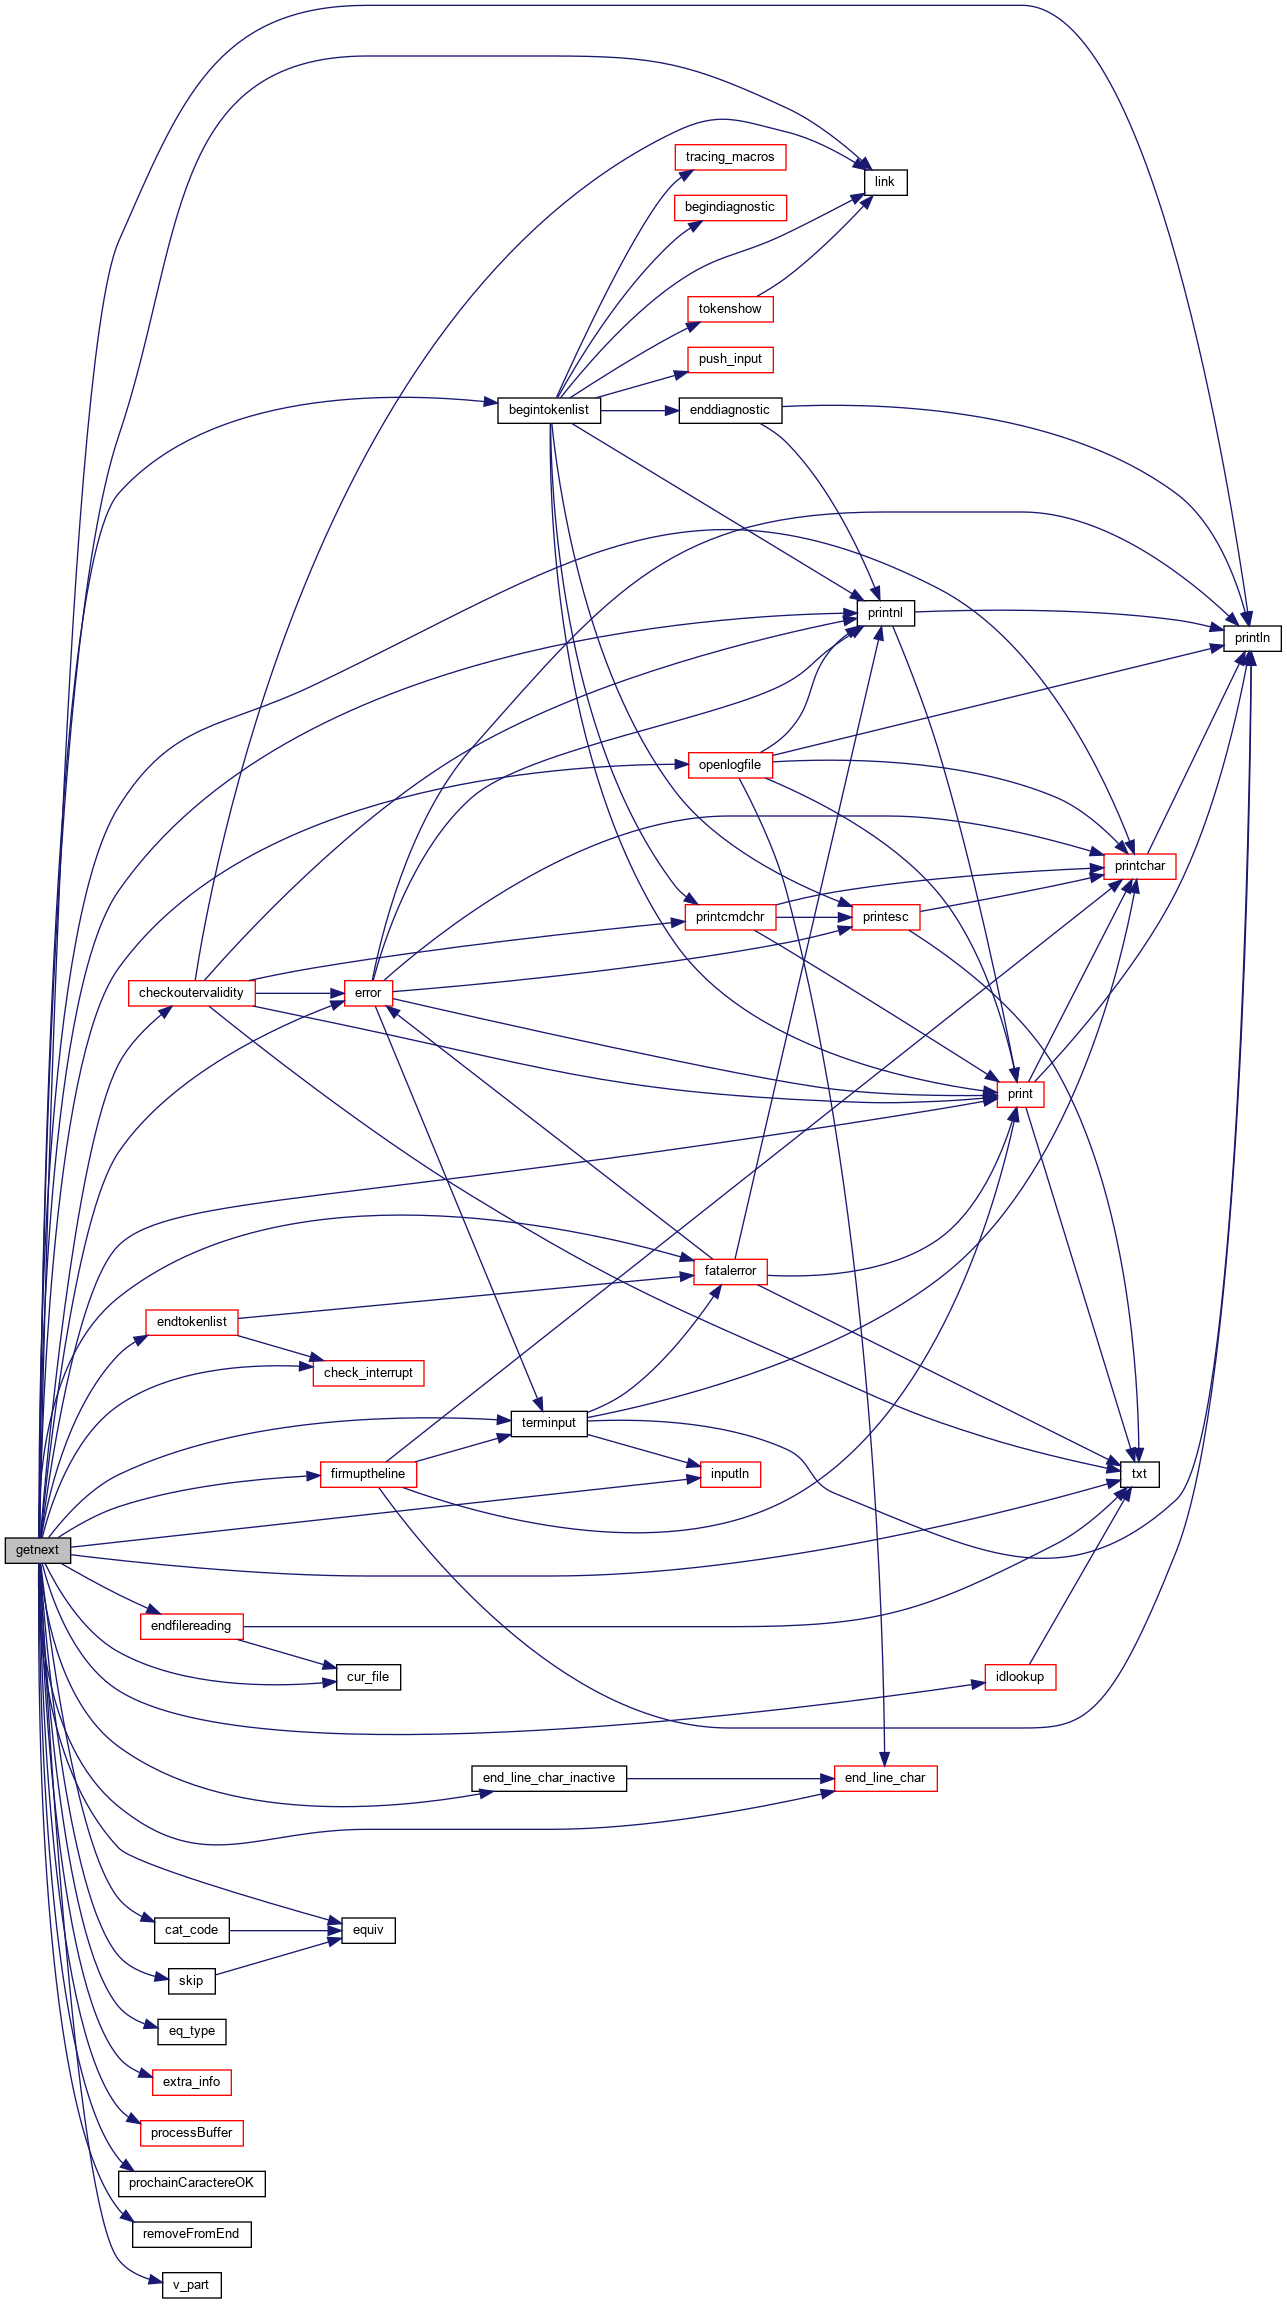 tracing_macros
link
begindiagnostic
tokenshow
push_input
begintokenlist
enddiagnostic
printnl
println
openlogfile
printchar
printcmdchr
printesc
checkoutervalidity
error
print
fatalerror
endtokenlist
check_interrupt
terminput
firmuptheline
inputln
txt
getnext
endfilereading
cur_file
idlookup
end_line_char_inactive
end_line_char
cat_code
equiv
skip
eq_type
extra_info
processBuffer
prochainCaractereOK
removeFromEnd
v_part